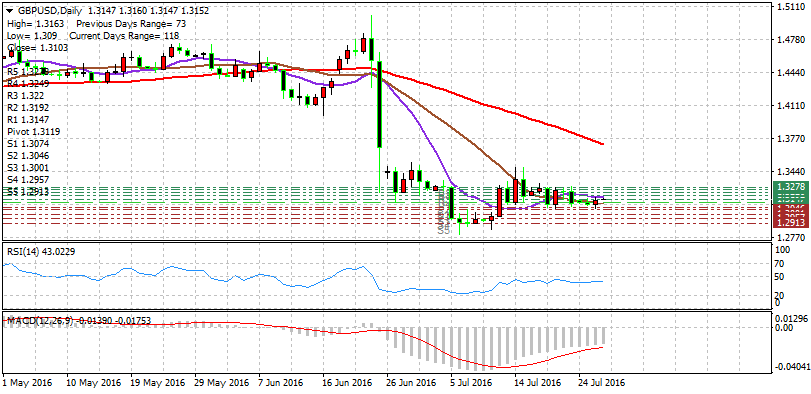 GBPUSD,Daily 1.3147 1.3160 1.3147 1.3152
High= 1.3163 Previous Days Range= 73
Low= 1.309 Current Days Range= 118
Close= 1.3103
R5
R4 1.3249
R3 1.322
R2 1.3192
R1 1.3147
Pivot 1.3119
S1 1.3074
S2 1.3046
S3 1.3001
S4 1.2957
S5 1.2913
1.5110
1.4780
1.4440
1.4110
1.3770
1.3440
1.3278
1.2913
1.2770
RSI(14) 43.0229
100
70
50
20
0
MACD(12,26,9) -0.01390 -0.01753
0.01296
0.00
-0.04041
1 May 2016 10 May 2016 19 May 2016 29 May 2016 7 Jun 2016 16 Jun 2016 26 Jun 2016 5 Jul 2016 14 Jul 2016 24 Jul 2016